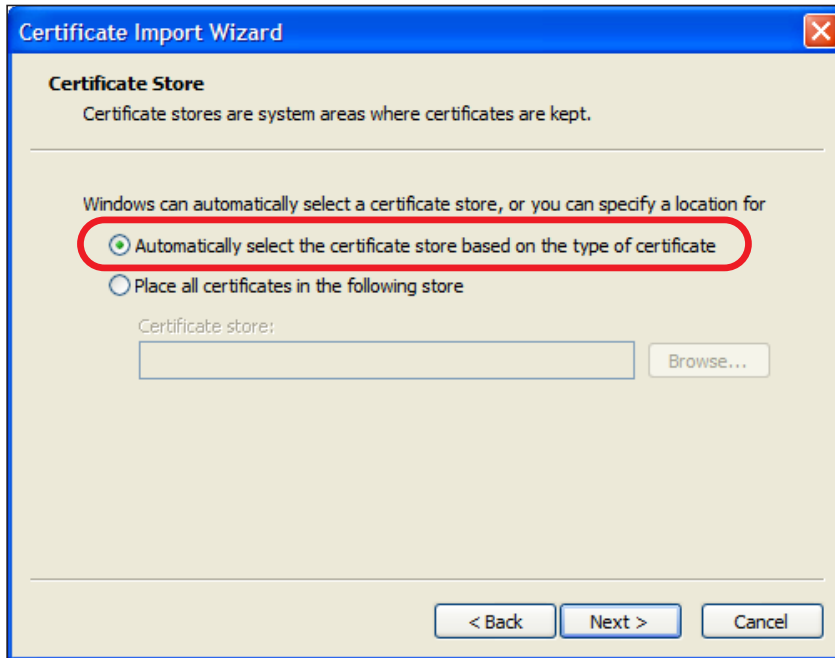 Certificate Import Wizard
Certificate Store
Certificate stores are system areas where certificates are kept.
Windows can automatically select a certificate store, or you can specify a location for
Automatically select the certificate store based on the type of certificate
Place all certificates in the following store
Certificate store:
Browse...
< Back Next > Cancel